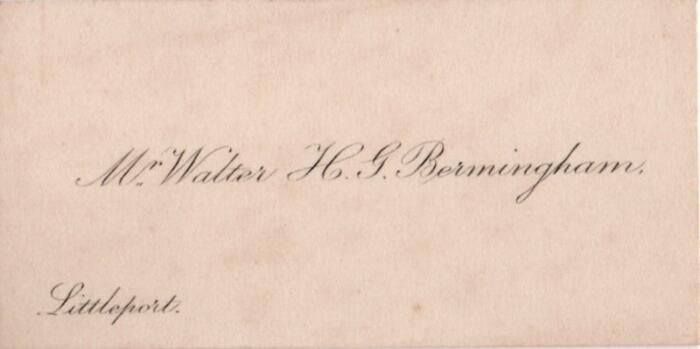 Mr. Walter H. G. Bermingham.
Littleport.